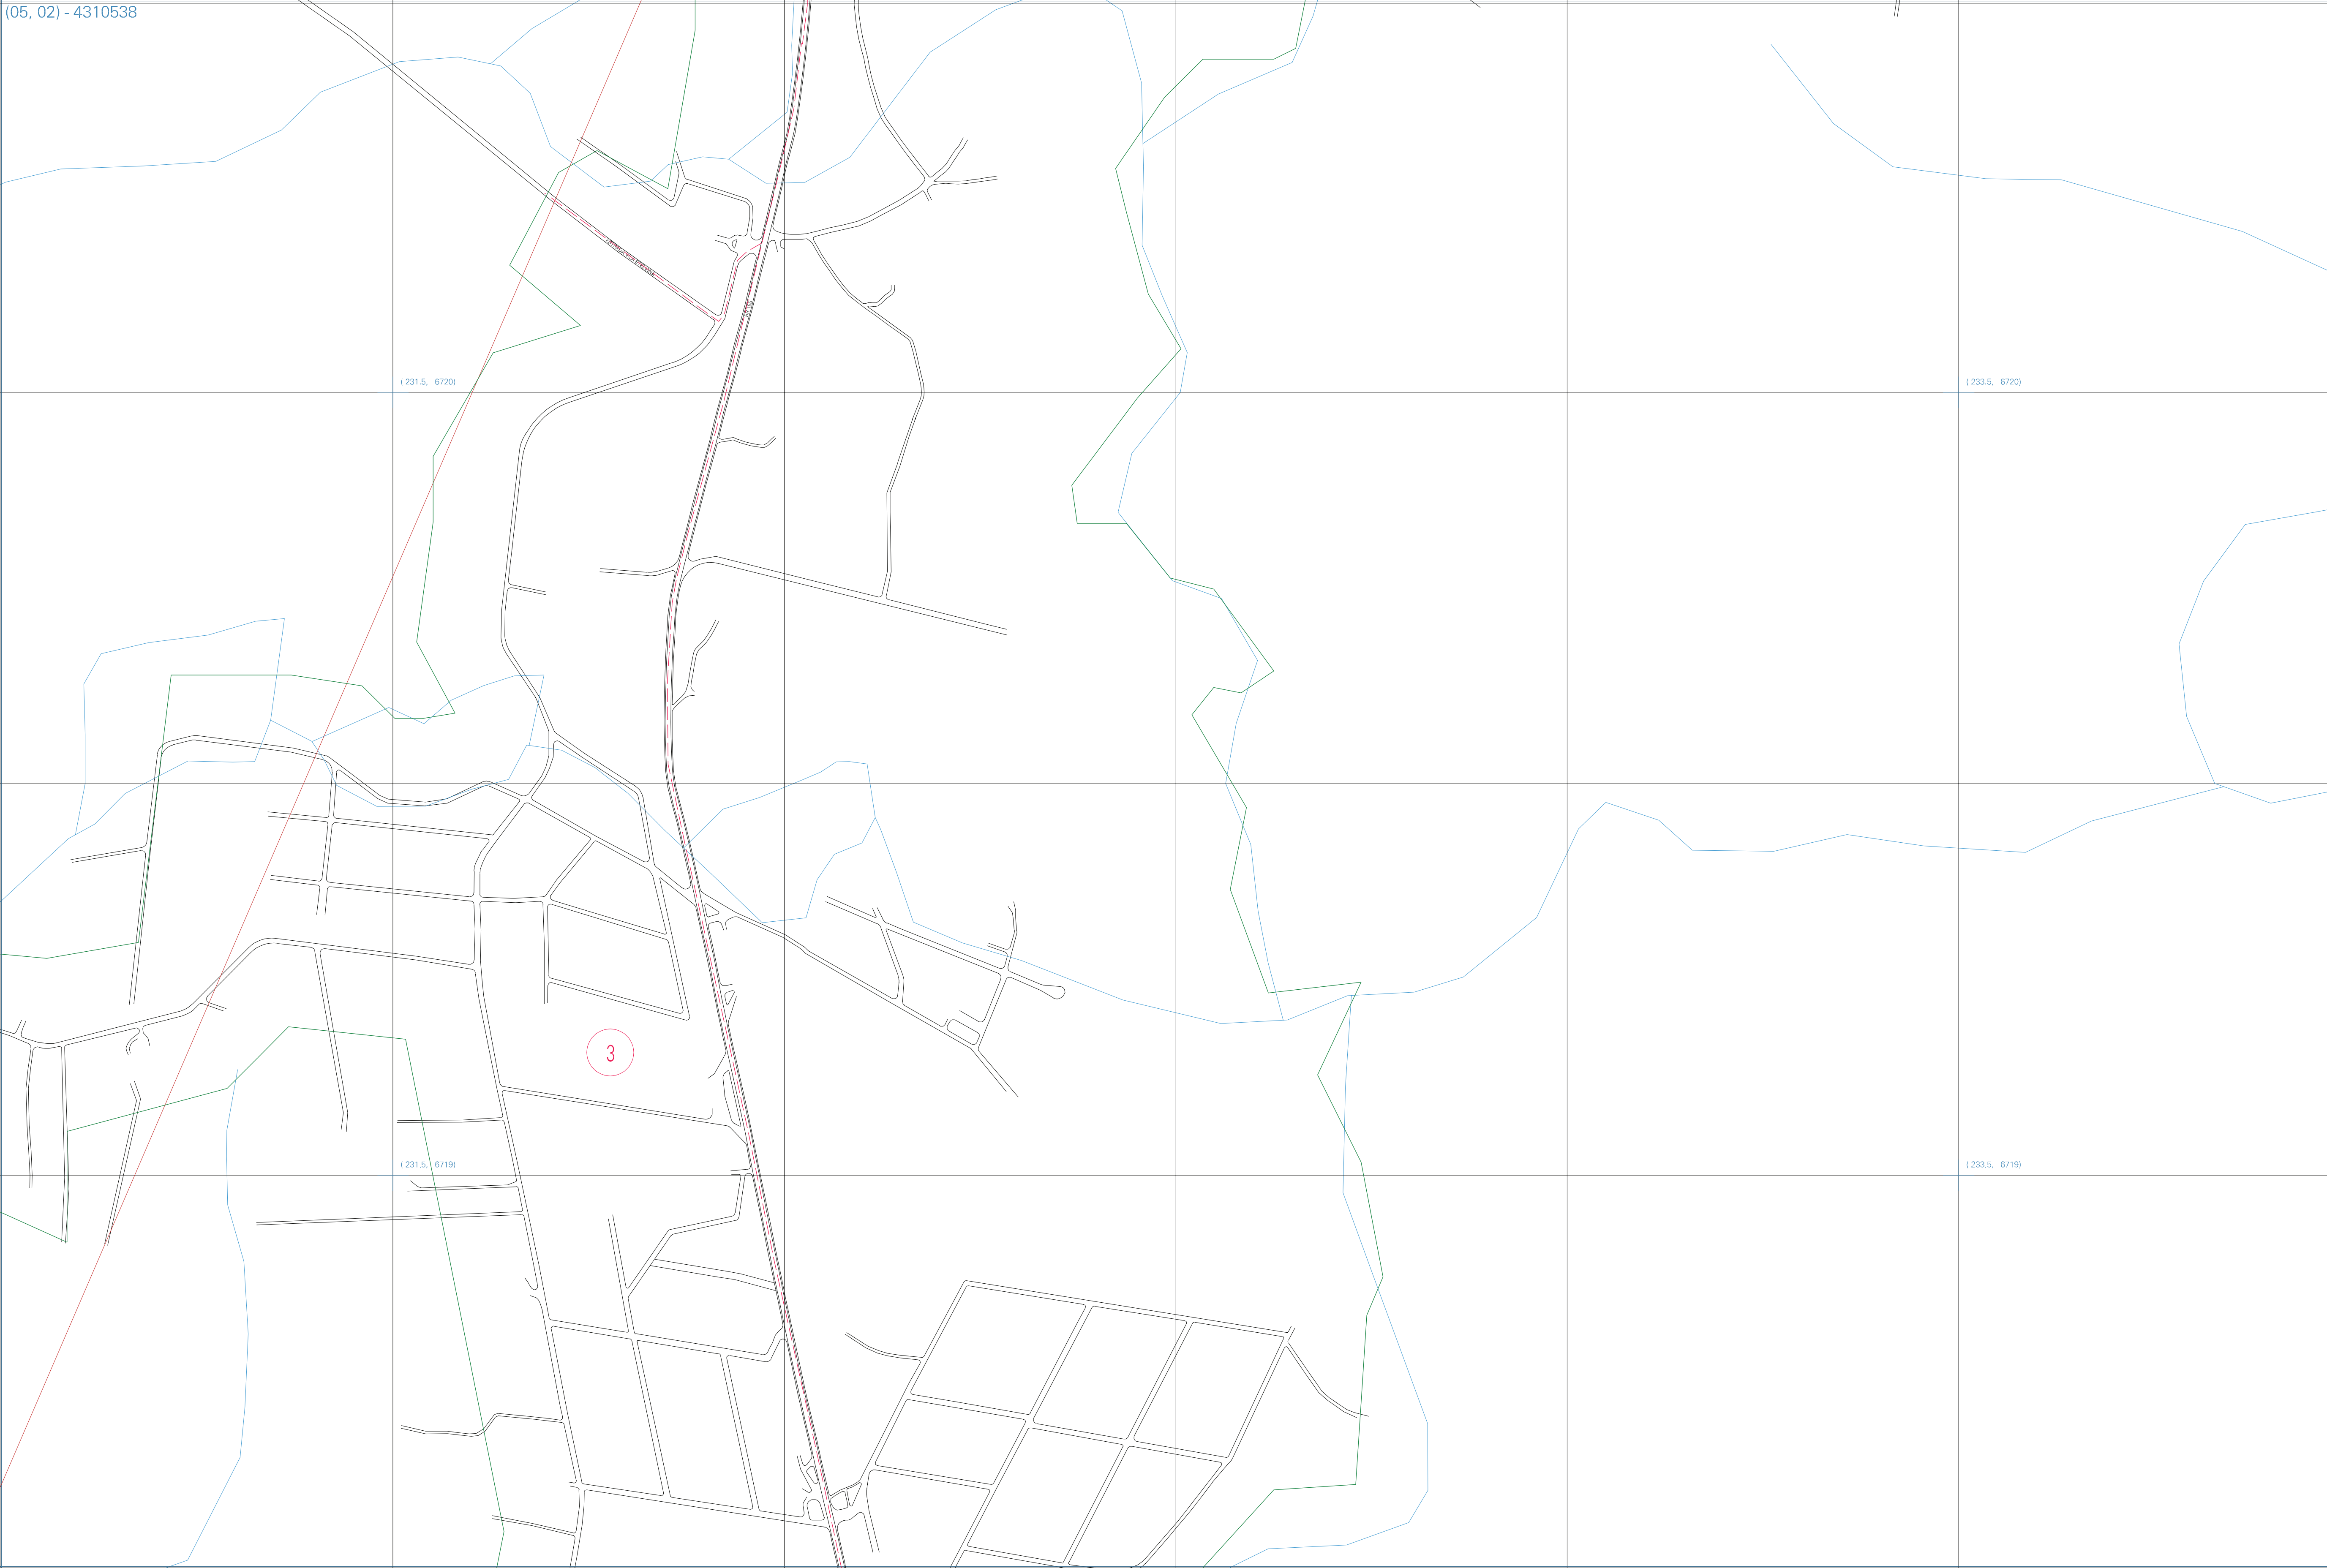 (05, 02) - 4310538
( 231.5, 6720)
( 233.5, 6720)
3
( 231.5, 6719)
( 233.5, 6719)